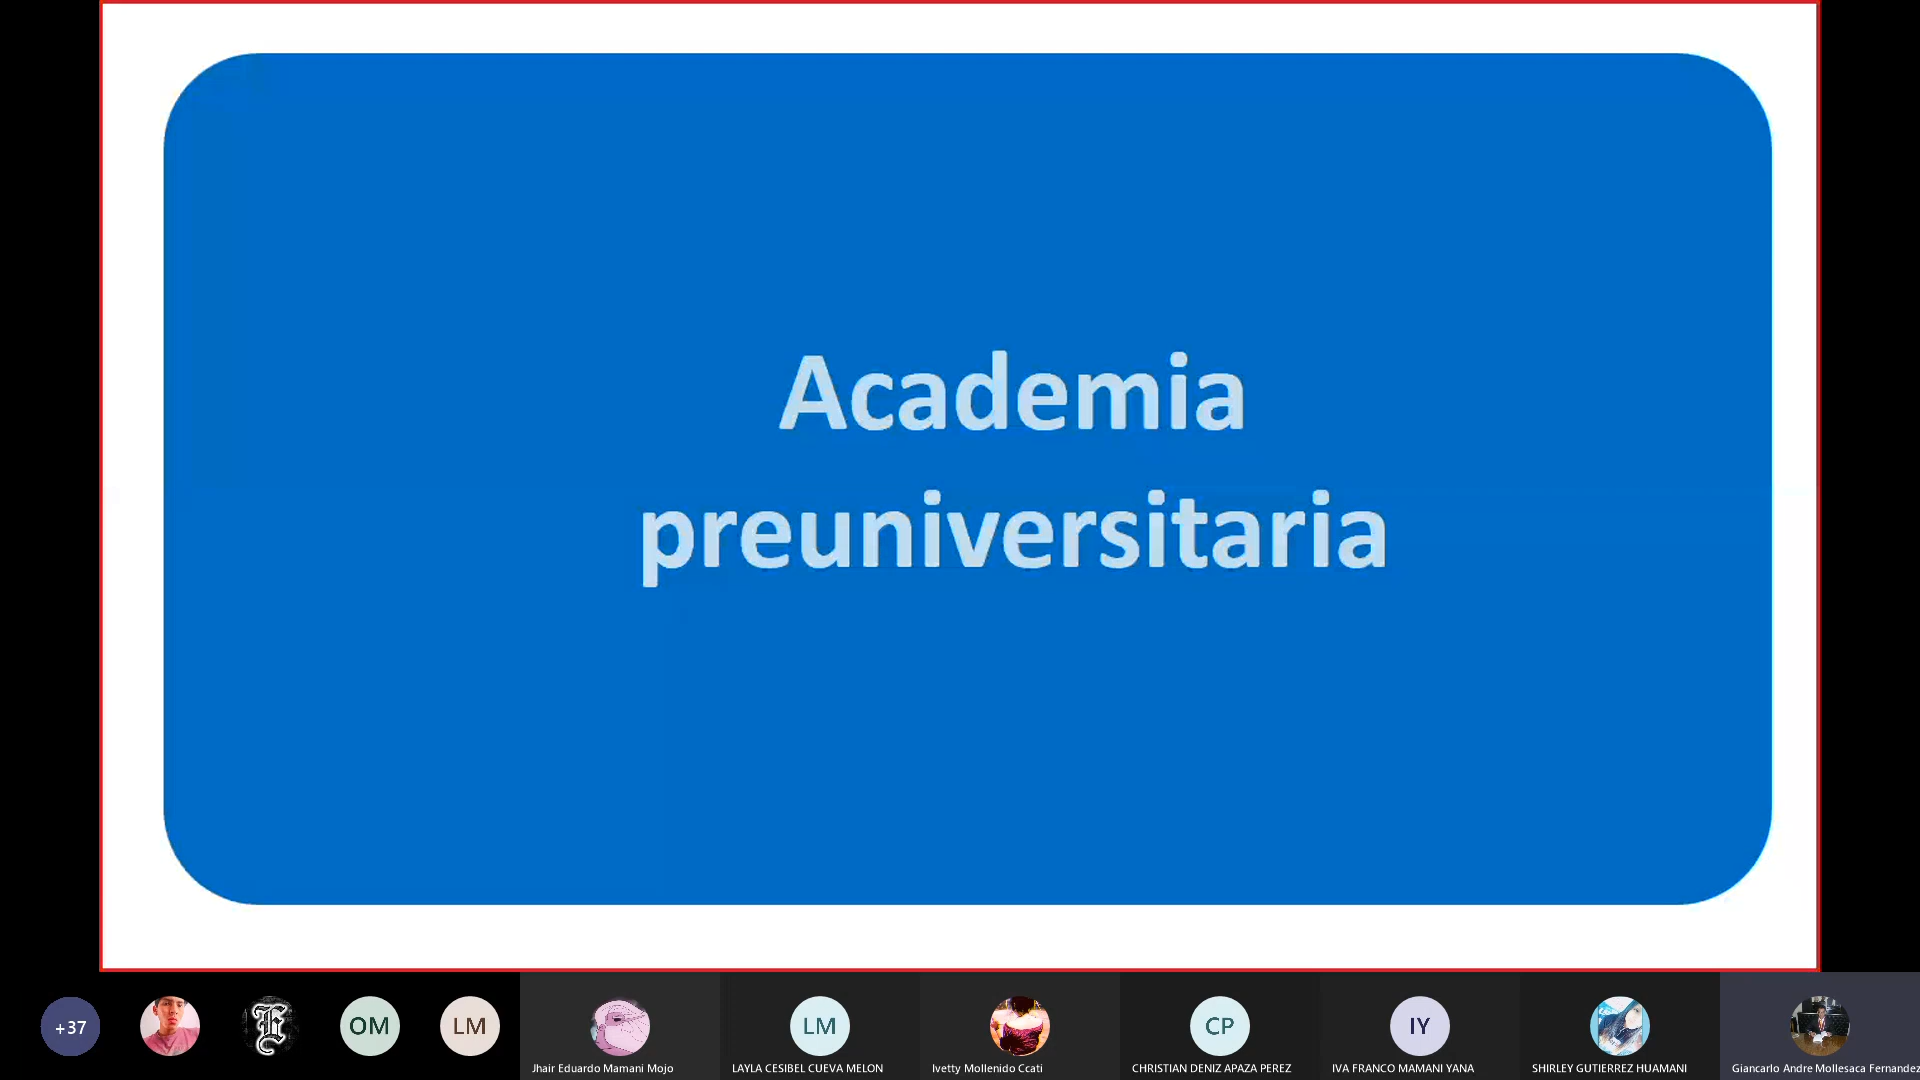 Academia
preuniversitaria
+37
OM
LM
LM
CP
IY
Jhair Eduardo Mamani Mojo
LAYLA CESIBEL CUEVA MELON
Ivetty Mollenido Ccati
CHRISTIAN DENIZ APAZA PEREZ
IVA FRANCO MAMANI YANA
SHIRLEY GUTIERREZ HUAMANI
Giancarlo Andre Mollesaca Fernandez